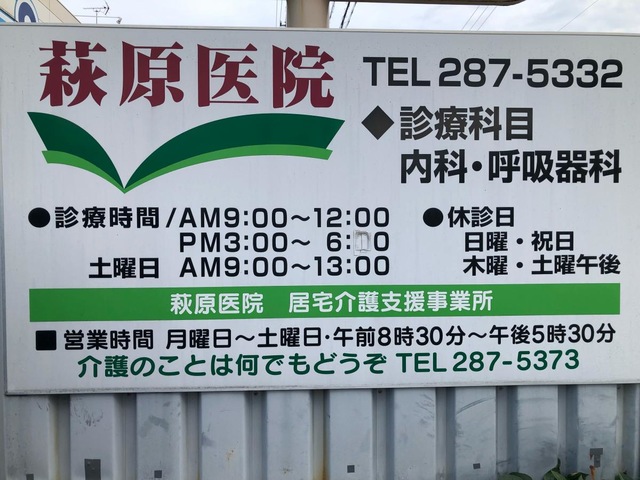 萩原医院
TEL 287-5332
◆診療科目
内科・呼吸器科
●診療時間/AM9:00〜12:00
PM3:00〜 6:00
土曜日 AM9:00〜13:00
●休診日
日曜・祝日
木曜・土曜午後
萩原医院 居宅介護支援事業所
■営業時間 月曜日〜土曜日・午前8時30分〜午後5時30分
介護のことは何でもどうぞ TEL 287-5373